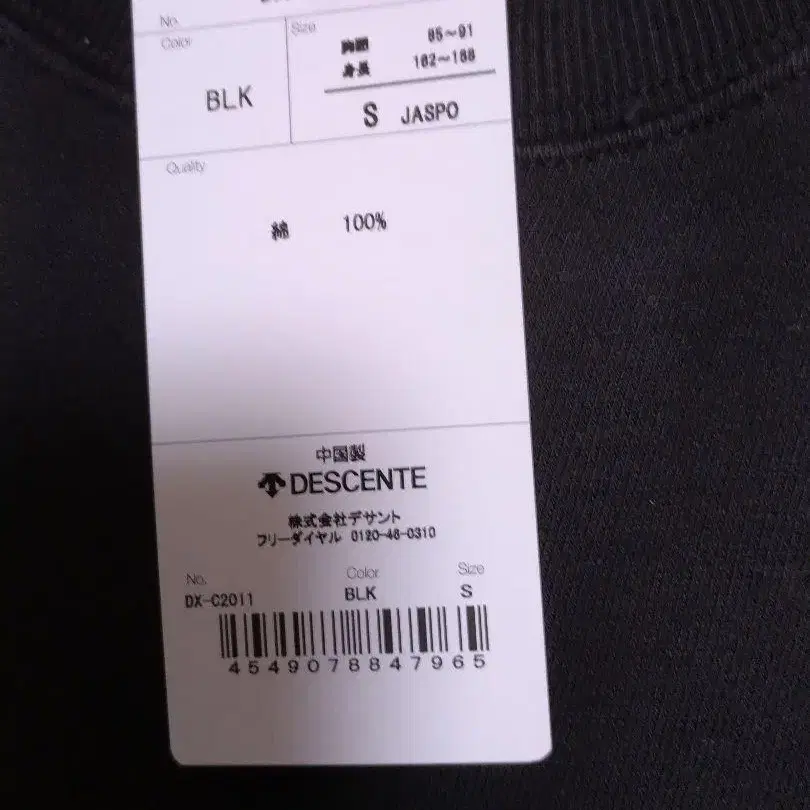 No.
Color
Size
胸囲 85~91
身長 162~168
BLK
S JASPO
Quality
綿 100%
中国製
DESCENTE
株式会社デサント
フリーダイヤル 0120-46-0310
No. Color Size
DX-C2011 BLK S
4549078847965